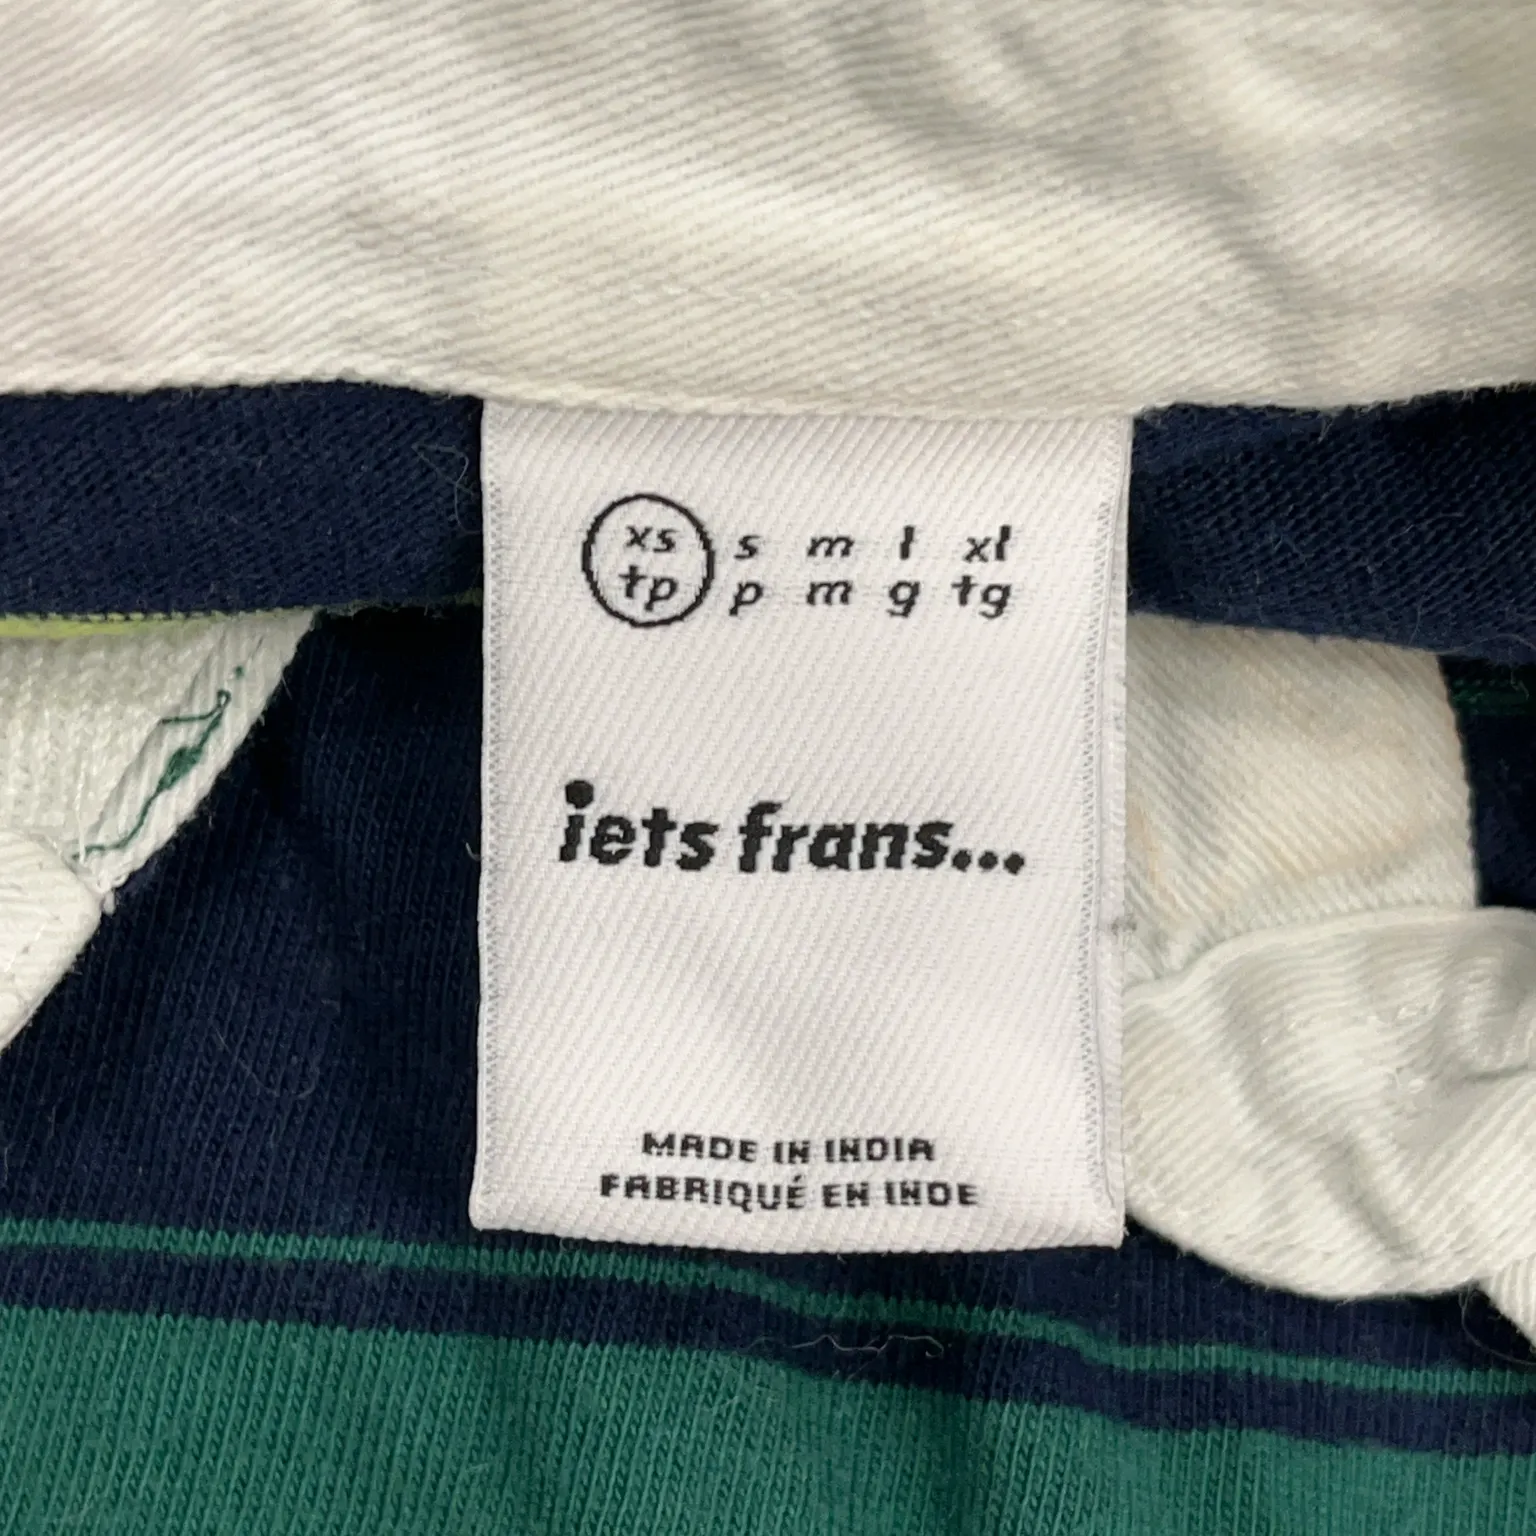 xs s m l xl
tp p m g tg
iets frans...
MADE IN INDIA
FABRIQUÉ EN INDE